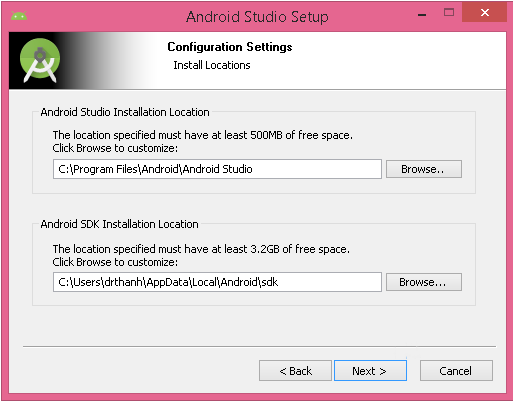 Android Studio Setup
Configuration Settings
Install Locations
Android Studio Installation Location
The location specified must have at least 500MB of free space.
Click Browse to customize:
C:\Program Files\Android\Android Studio
Browse..
Android SDK Installation Location
The location specified must have at least 3.2GB of free space.
Click Browse to customize:
C:\Users\drthanh\AppData\Local\Android\sdk
Browse...
< Back
Next >
Cancel